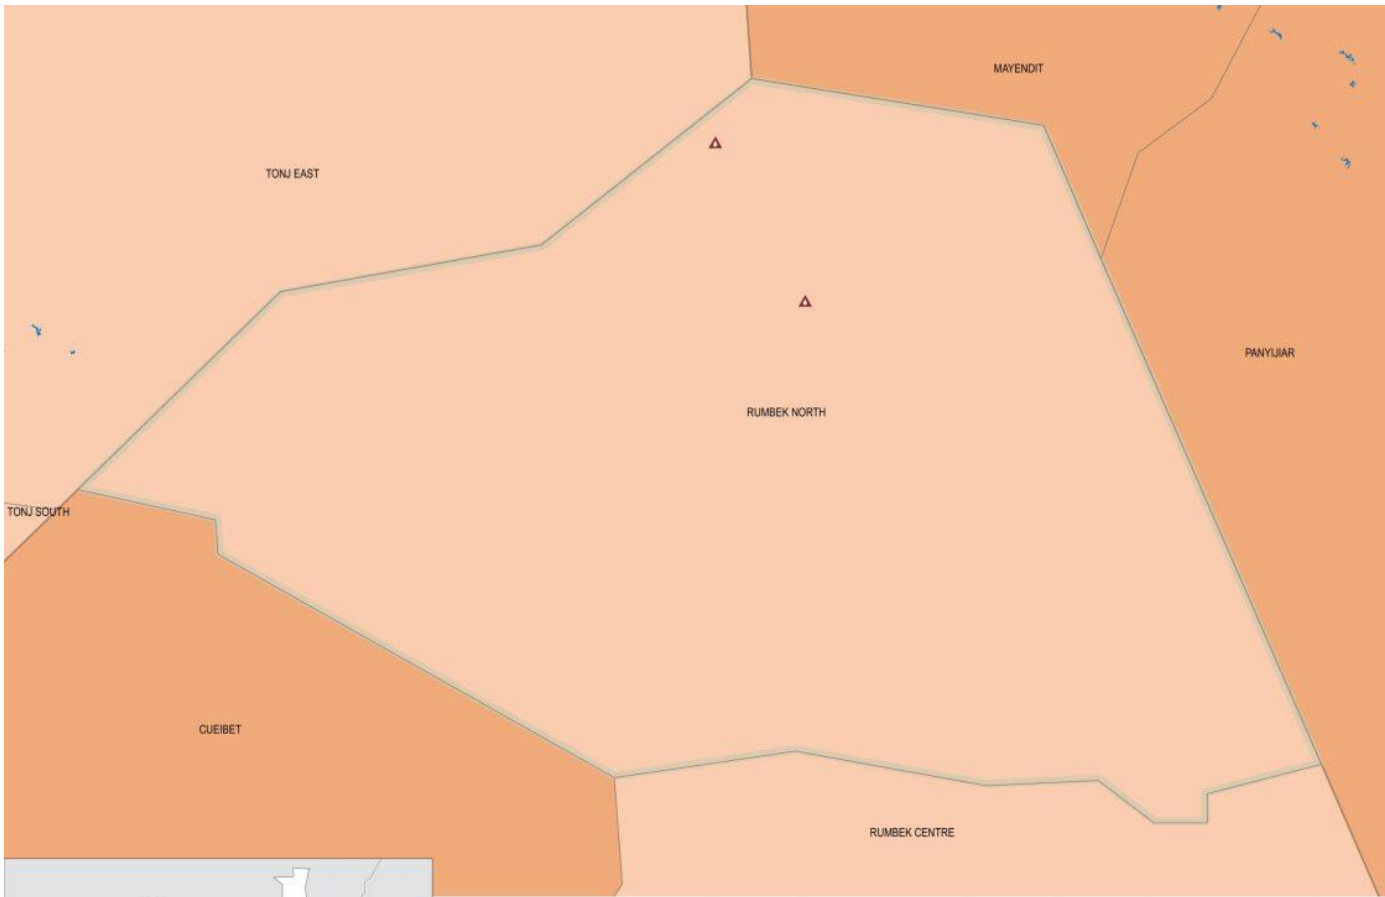 MAYENDIT
TONJ EAST
PANYIJIAR
RUMBEK NORTH
TONJ SOUTH
CUEIBET
RUMBEK CENTRE